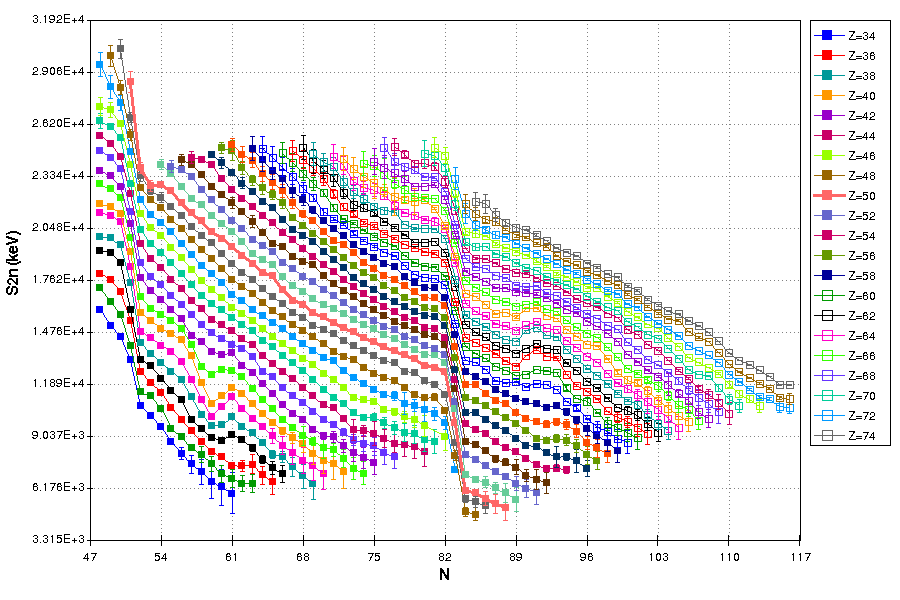 3.192E+4
2.906E+4
2.620E+4
2.334E+4
2.048E+4
1.762E+4
1.476E+4
1.189E+4
9.037E+3
6.176E+3
3.315E+3
S2n (keV)
47 54 61 68 75 82 89 96 103 110 117
N
Z=34
Z=36
Z=38
Z=40
Z=42
Z=44
Z=46
Z=48
Z=50
Z=52
Z=54
Z=56
Z=58
Z=60
Z=62
Z=64
Z=66
Z=68
Z=70
Z=72
Z=74